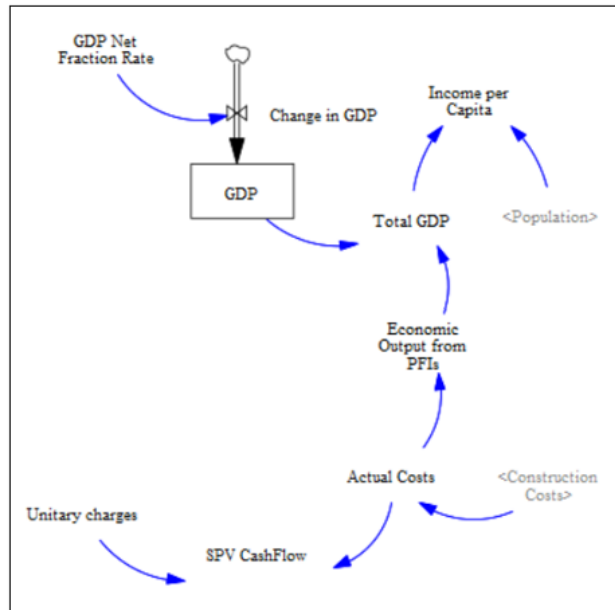 GDP Net
Fraction Rate
Change in GDP
Income per
Capita
GDP
Total GDP
<Population>
Economic
Output from
PFIs
Actual Costs
<Construction
Costs>
Unitary charges
SPV CashFlow